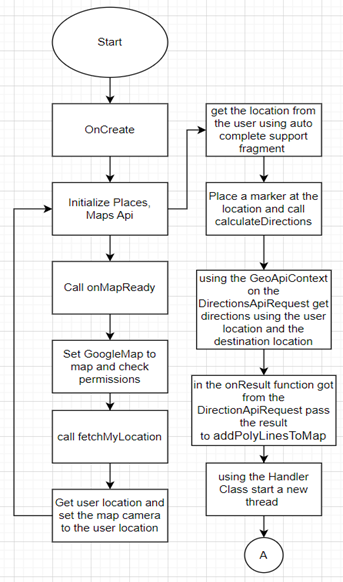 Start
OnCreate
Initialize Places,
Maps Api
Call onMapReady
Set GoogleMap to
map and check
permissions
call fetchMyLocation
Get user location and
set the map camera
to the user location
get the location from
the user using auto
complete support
fragment
Place a marker at the
location and call
calculateDirections
using the GeoApiContext
on the
DirectionsApiRequest get
directions using the user
location and the
destination location
in the onResult function got
from the
DirectionApiRequest pass
the result
to addPolyLinesToMap
using the Handler
Class start a new
thread
A